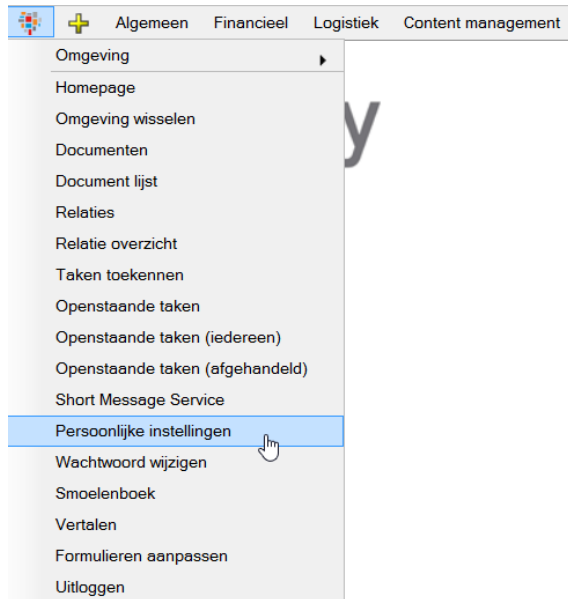 Algemeen Financieel Logistiek Content management
Omgeving
Homepage
Omgeving wisselen
Documenten
Document lijst
Relaties
Relatie overzicht
Taken toekennen
Openstaande taken
Openstaande taken (iedereen)
Openstaande taken (afgehandeld)
Short Message Service
Persoonlijke instellingen
Wachtwoord wijzigen
Smoelenboek
Vertalen
Formulieren aanpassen
Uitloggen
y